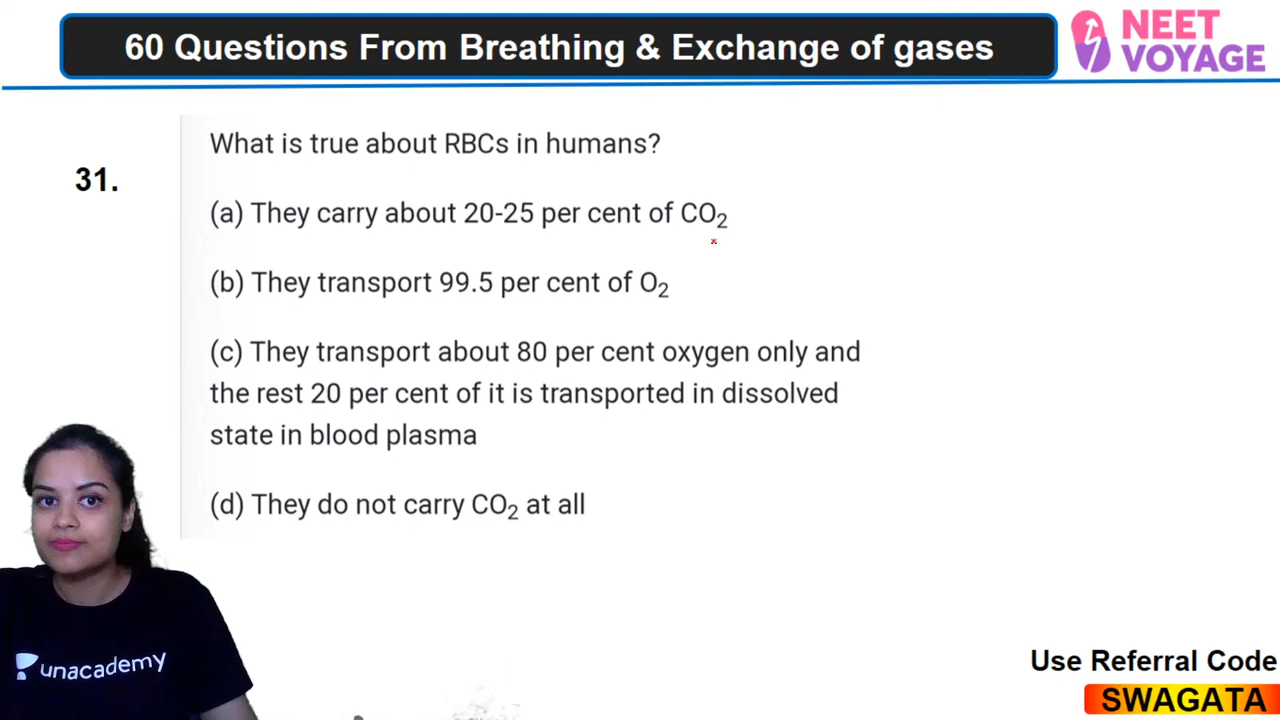 60 Questions From Breathing & Exchange of gases
NEET
VOYAGE
31.
What is true about RBCs in humans?
(a) They carry about 20-25 per cent of CO₂
(b) They transport 99.5 per cent of O₂
(c) They transport about 80 per cent oxygen only and
the rest 20 per cent of it is transported in dissolved
state in blood plasma
(d) They do not carry CO₂ at all
unacademy
Use Referral Code
SWAGATA